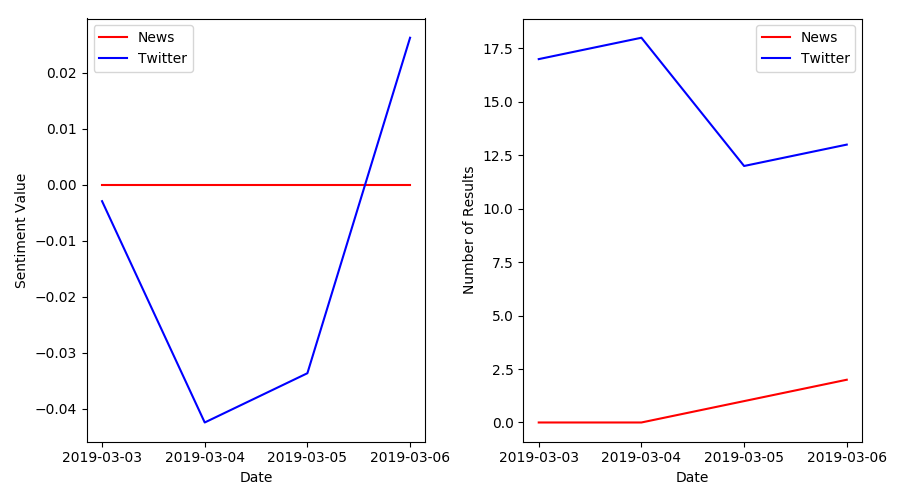 News
Twitter
0.02
0.01
0.00
−0.01
−0.02
−0.03
−0.04
Sentiment Value
2019-03-03 2019-03-04 2019-03-05 2019-03-06
Date
News
Twitter
17.5
15.0
12.5
10.0
7.5
5.0
2.5
0.0
Number of Results
2019-03-03 2019-03-04 2019-03-05 2019-03-06
Date